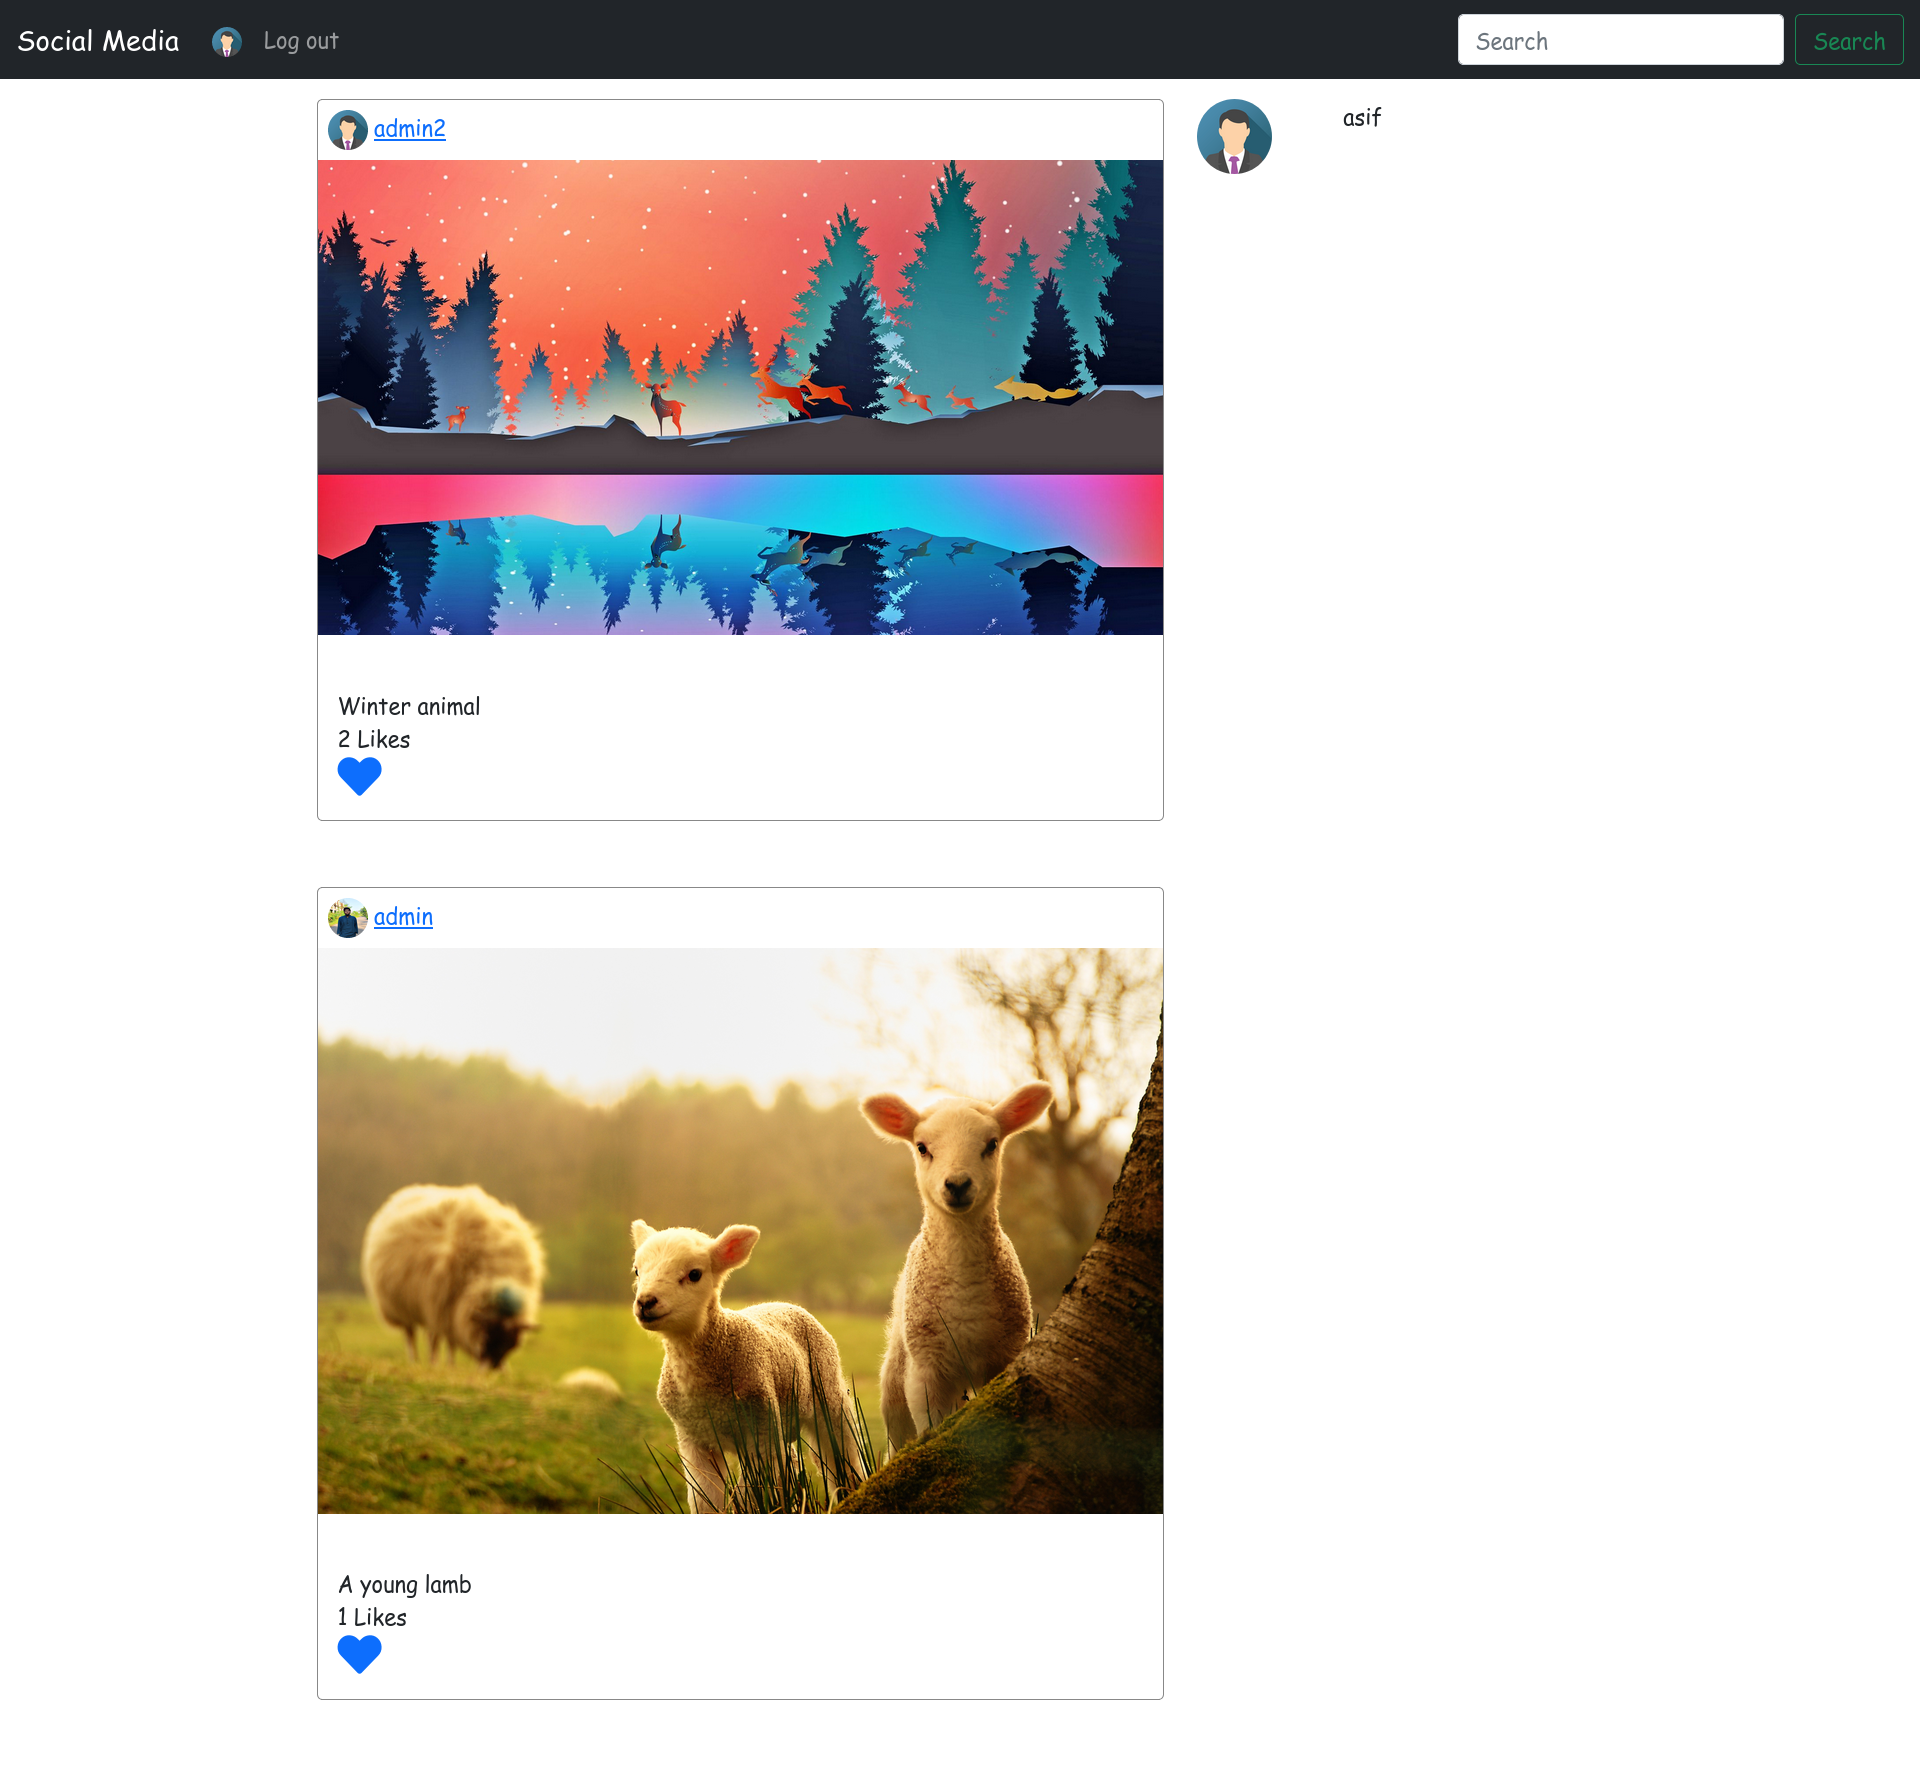 Social Media Log out Search Search
admin2
asif
Winter animal
2 Likes
admin
A young lamb
1 Likes